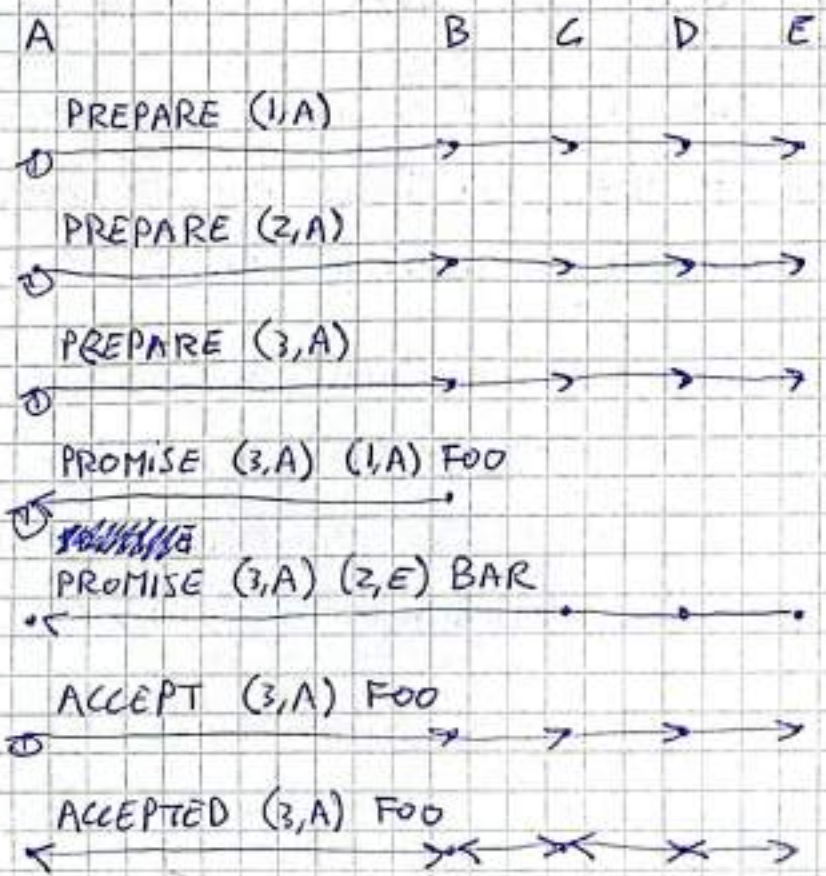 A B C D E
PREPARE (1,A)
PREPARE (2,A)
PREPARE (3,A)
PROMISE (3,A) (1,A) FOO
PROMISE (3,A) (2,E) BAR
ACCEPT (3,A) FOO
ACCEPTED (3,A) FOO